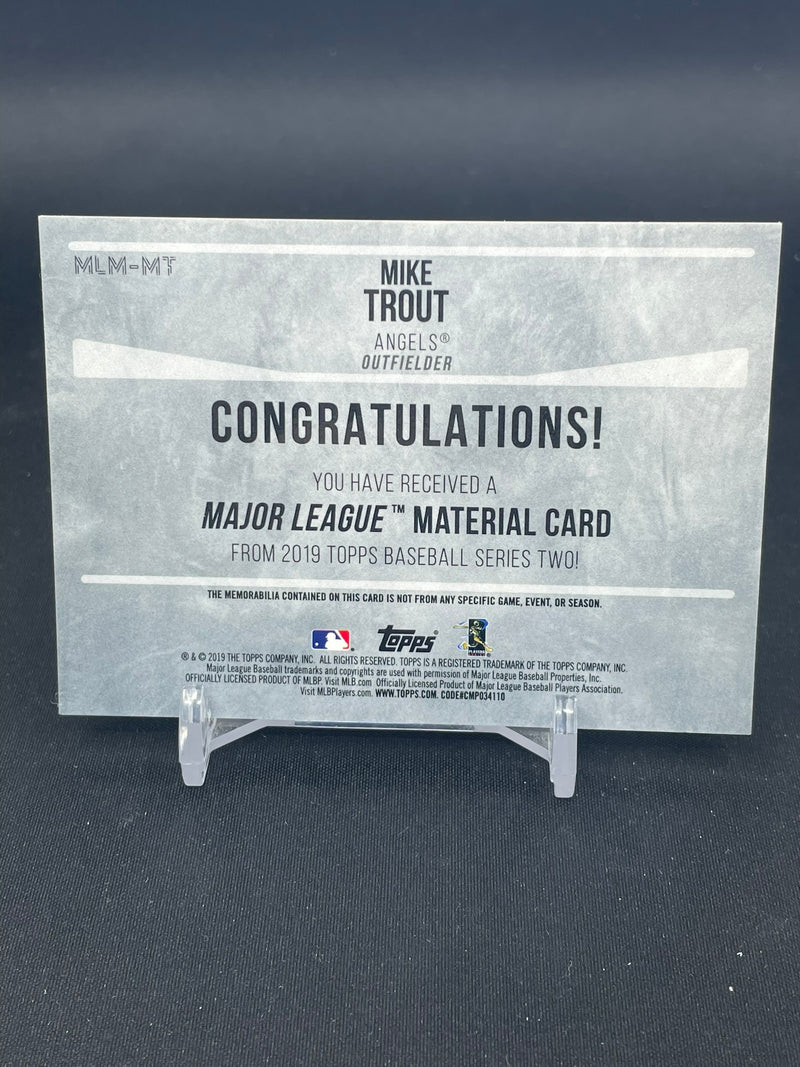 MLM-MT
MIKE
TROUT
ANGELS®
OUTFIELDER
CONGRATULATIONS!
YOU HAVE RECEIVED A
MAJOR LEAGUE™ MATERIAL CARD
FROM 2019 TOPPS BASEBALL SERIES TWO!
THE MEMORABILIA CONTAINED ON THIS CARD IS NOT FROM ANY SPECIFIC GAME, EVENT, OR SEASON.
Topps®
® & © 2019 THE TOPPS COMPANY, INC. ALL RIGHTS RESERVED. TOPPS IS A REGISTERED TRADEMARK OF THE TOPPS COMPANY, INC.
Major League Baseball trademarks and copyrights are used with permission of Major League Baseball Properties, Inc.
OFFICIALLY LICENSED PRODUCT OF MLBP. Visit MLB.com Officially Licensed Product of Major League Baseball Players Association.
Visit MLBPlayers.com. WWW.TOPPS.COM. CODE#CMP034110